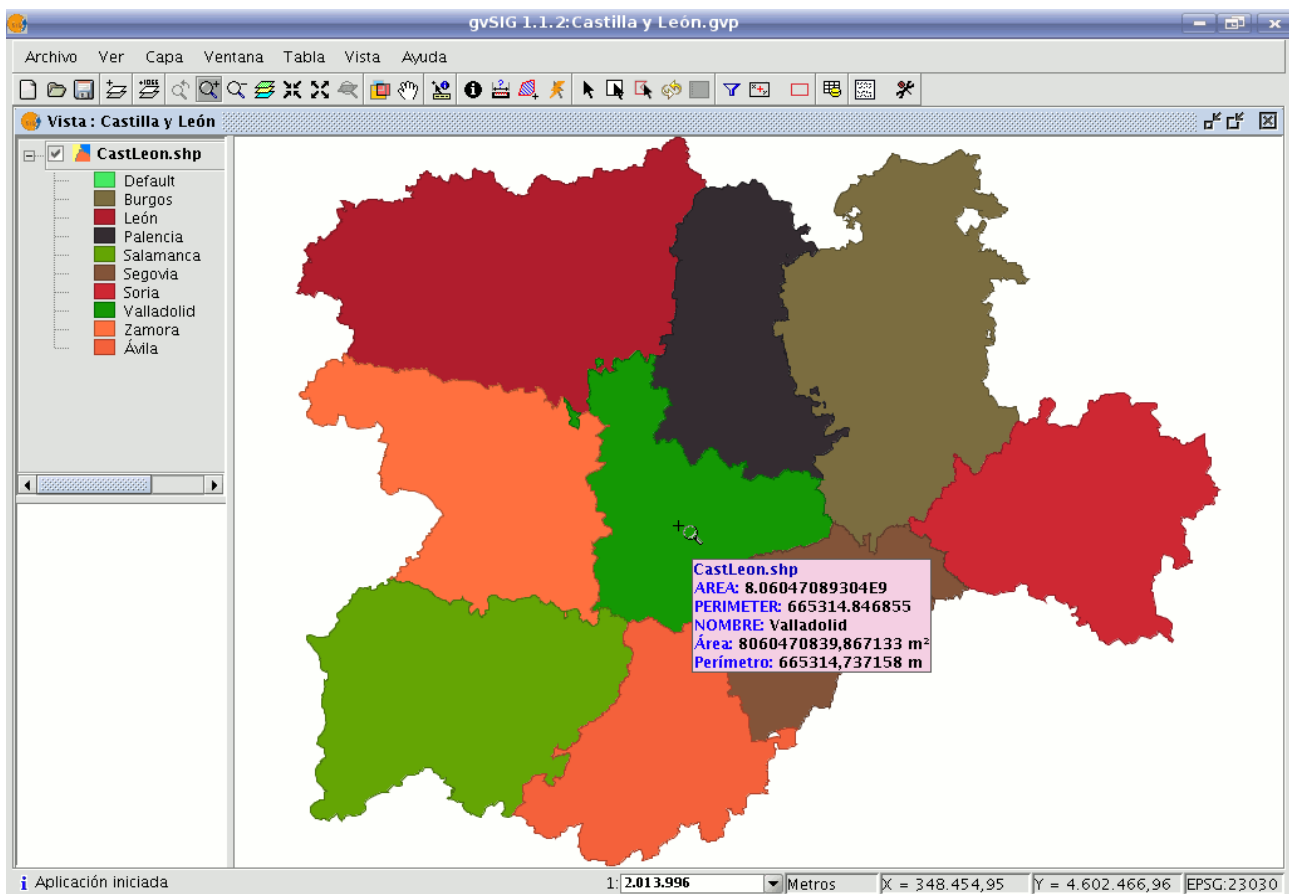 gvSIG 1.1.2:Castilla y León.gvp
Archivo Ver Capa Ventana Tabla Vista Ayuda
Vista : Castilla y León
CastLeon.shp
Default
Burgos
León
Palencia
Salamanca
Segovia
Soria
Valladolid
Zamora
Ávila
CastLeon.shp
AREA: 8.06047089304E9
PERIMETER: 665314.846855
NOMBRE: Valladolid
Área: 8060470839,867133 m²
Perímetro: 665314,737158 m
Aplicación iniciada 1: 2.013.996 Metros X = 348.454,95 Y = 4.602.466,96 EPSG:23030